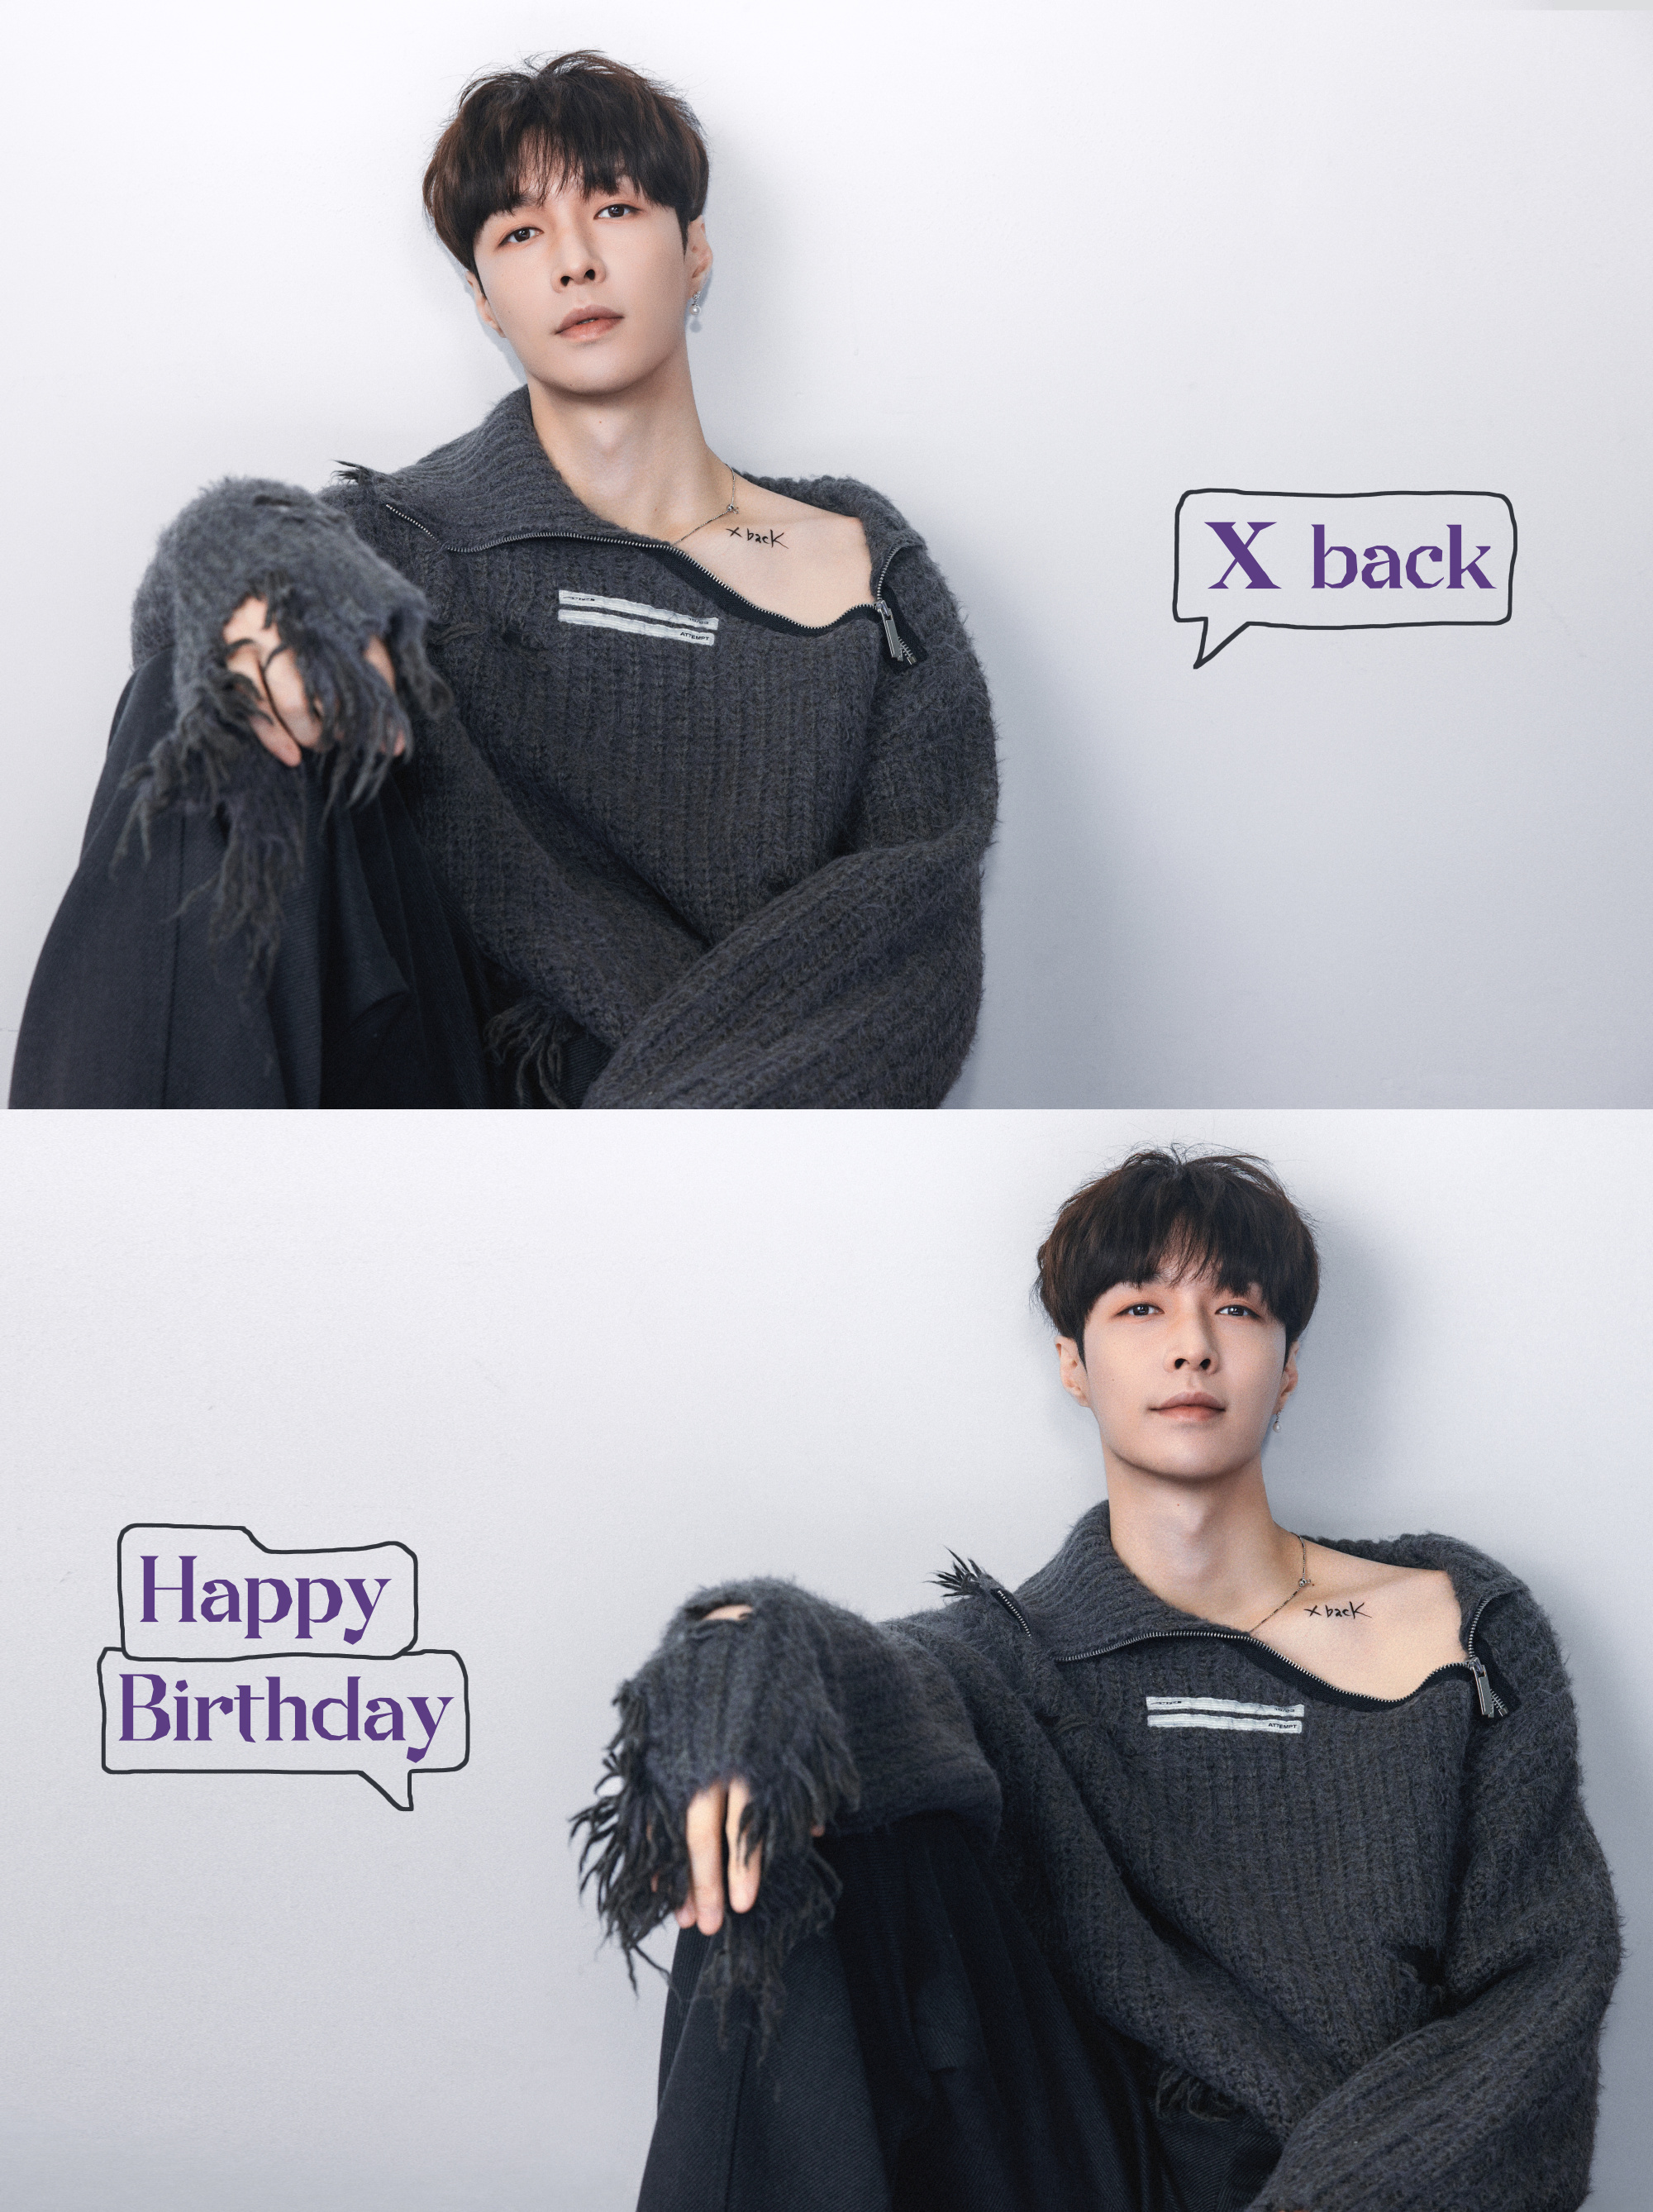 X back
x bacK
ATTEMPT
Happy
Birthday
x bacK
ATTEMPT